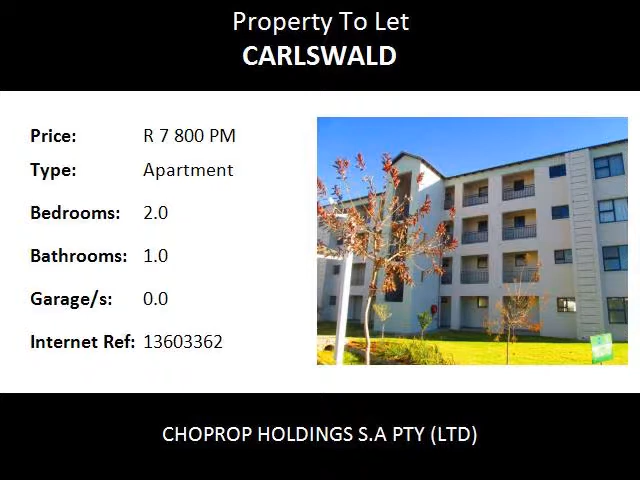 Property To Let
CARLSWALD
Price: R 7 800 PM
Type: Apartment
Bedrooms: 2.0
Bathrooms: 1.0
Garage/s: 0.0
Internet Ref: 13603362
CHOPROP HOLDINGS S.A PTY (LTD)